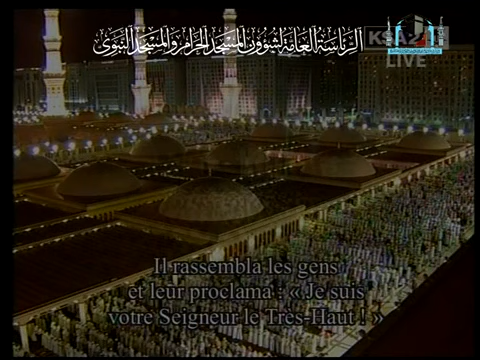 الرئاسة العامة لشؤون المسجد الحرام والمسجد النبوي
KSA2
LIVE
Il rassembla les gens
et leur proclama : « Je suis
votre Seigneur le Très-Haut ! »